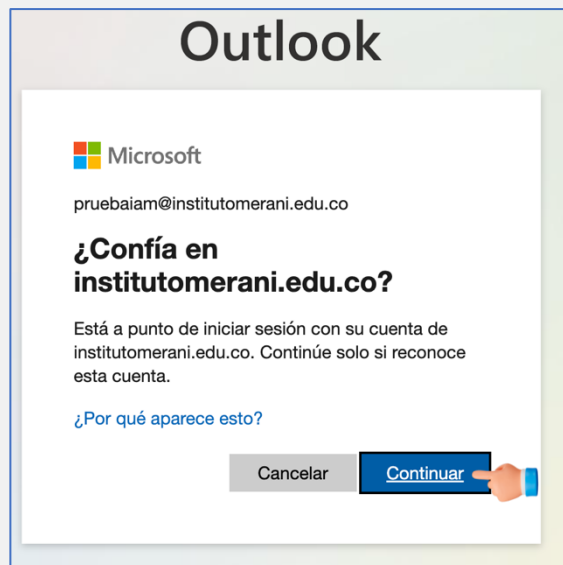 Outlook
Microsoft
pruebaiam@institutomerani.edu.co
¿Confía en
institutomerani.edu.co?
Está a punto de iniciar sesión con su cuenta de
institutomerani.edu.co. Continúe solo si reconoce
esta cuenta.
¿Por qué aparece esto?
Cancelar
Continuar